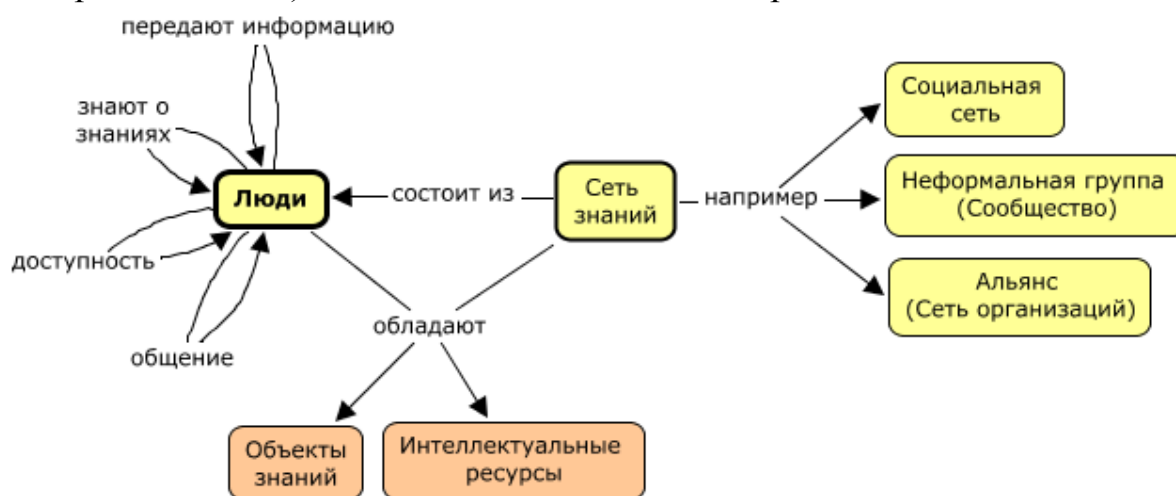 передают информацию
знают о
знаниях
Социальная
сеть
Люди
состоит из
Сеть
знаний
например
Неформальная группа
(Сообщество)
доступность
Альянс
(Сеть организаций)
обладают
общение
Объекты
знаний
Интеллектуальные
ресурсы